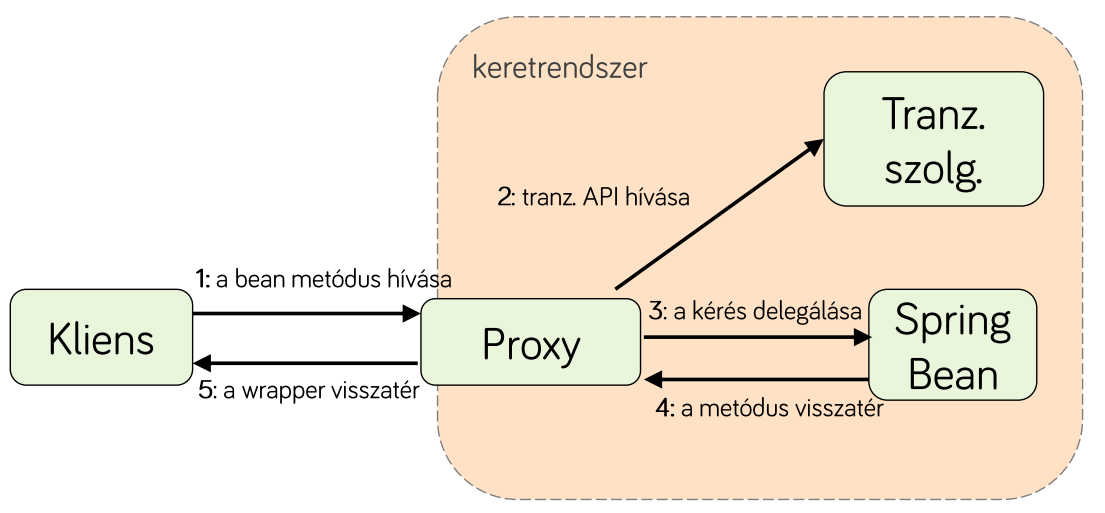 keretrendszer
Tranz.
szolg.
2: tranz. API hívása
1: a bean metódus hívása
3: a kérés delegálása
Kliens
Proxy
Spring
Bean
5: a wrapper visszatér
4: a metódus visszatér